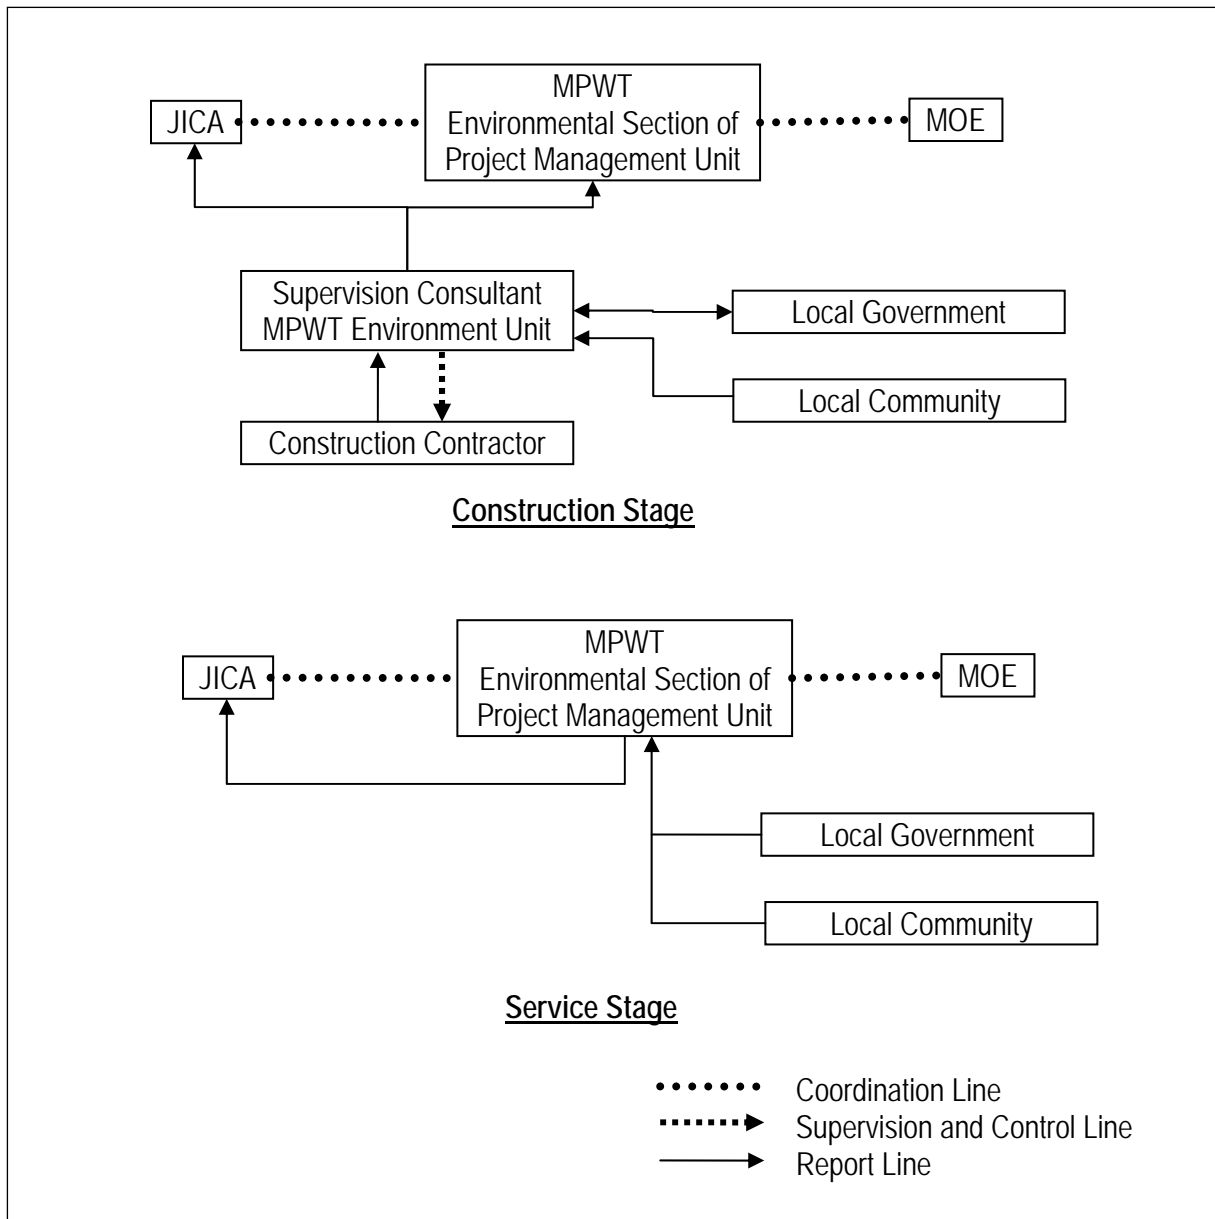 MPWT
Environmental Section of
Project Management Unit
JICA
MOE
Supervision Consultant
MPWT Environment Unit
Local Government
Local Community
Construction Contractor
Construction Stage
MPWT
Environmental Section of
Project Management Unit
JICA
MOE
Local Government
Local Community
Service Stage
Coordination Line
Supervision and Control Line
Report Line